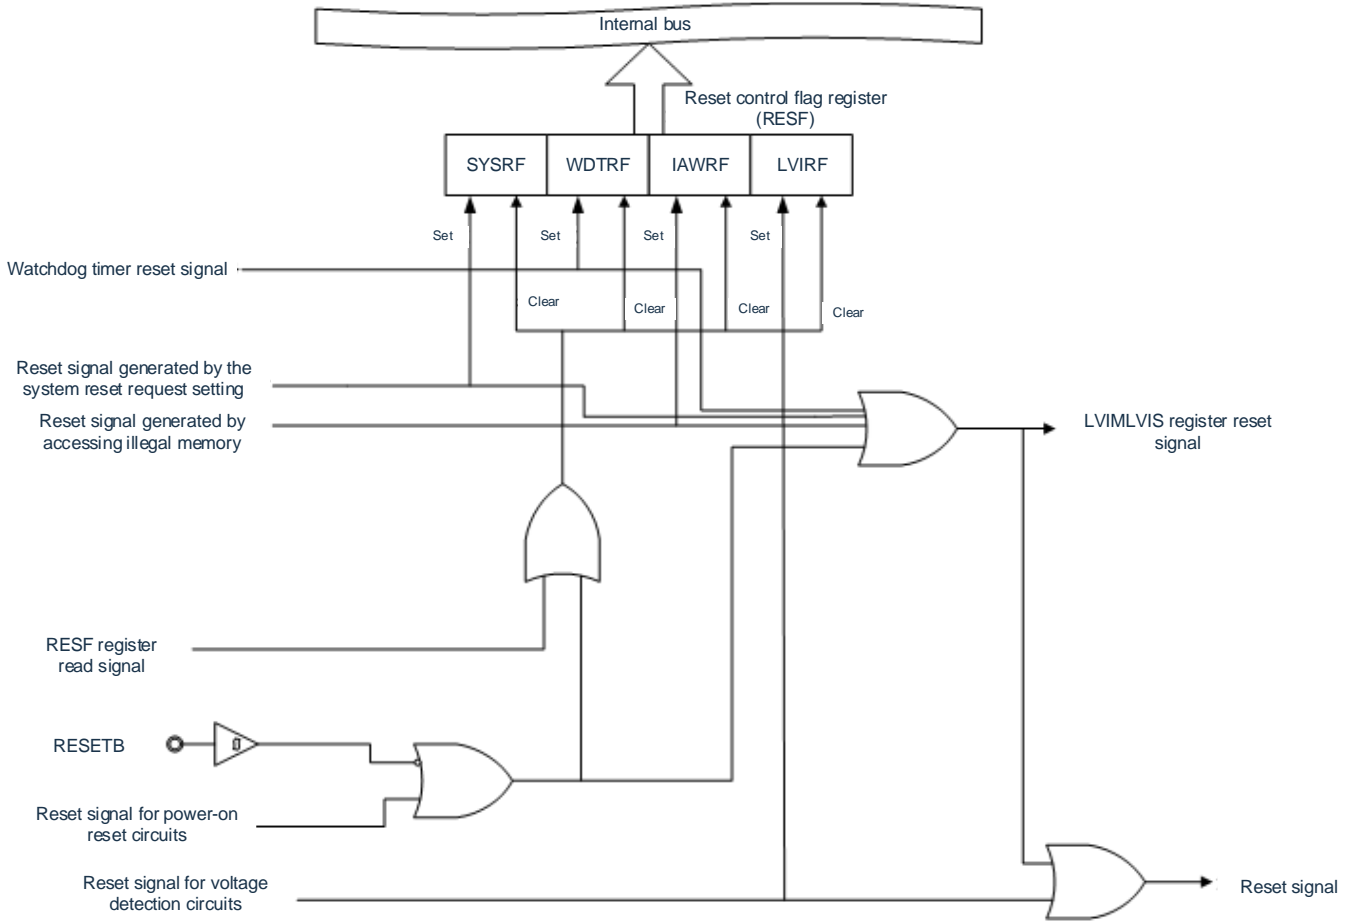 Internal bus
Reset control flag register
(RESF)
SYSRF
WDTRF
IAWRF
LVIRF
Set
Set
Set
Set
Watchdog timer reset signal
Clear
Clear
Clear
Clear
Reset signal generated by the
system reset request setting
Reset signal generated by
accessing illegal memory
LVIMLVIS register reset
signal
RESF register
read signal
RESETB
Reset signal for power-on
reset circuits
Reset signal for voltage
detection circuits
Reset signal